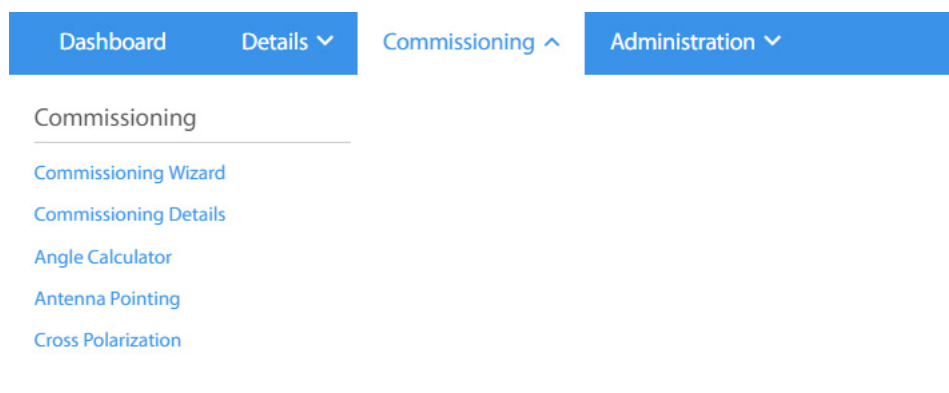 Dashboard Details Commissioning Administration
Commissioning
Commissioning Wizard
Commissioning Details
Angle Calculator
Antenna Pointing
Cross Polarization